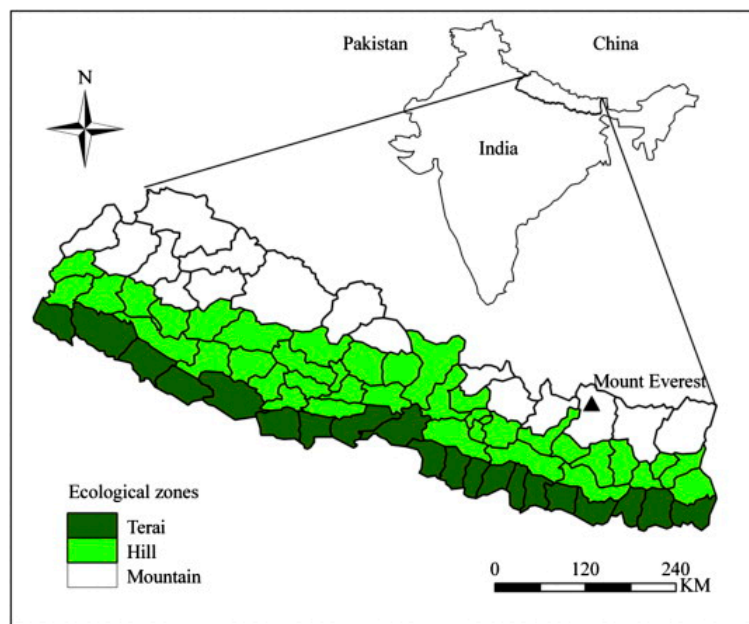 Pakistan
China
N
India
Mount Everest
Ecological zones
Terai
Hill
Mountain
0 120 240
KM